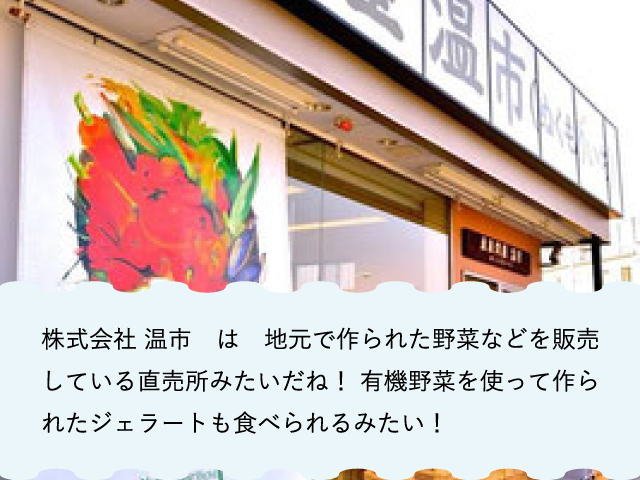 温市
株式会社 温市　は　地元で作られた野菜などを販売
している直売所みたいだね！ 有機野菜を使って作ら
れたジェラートも食べられるみたい！